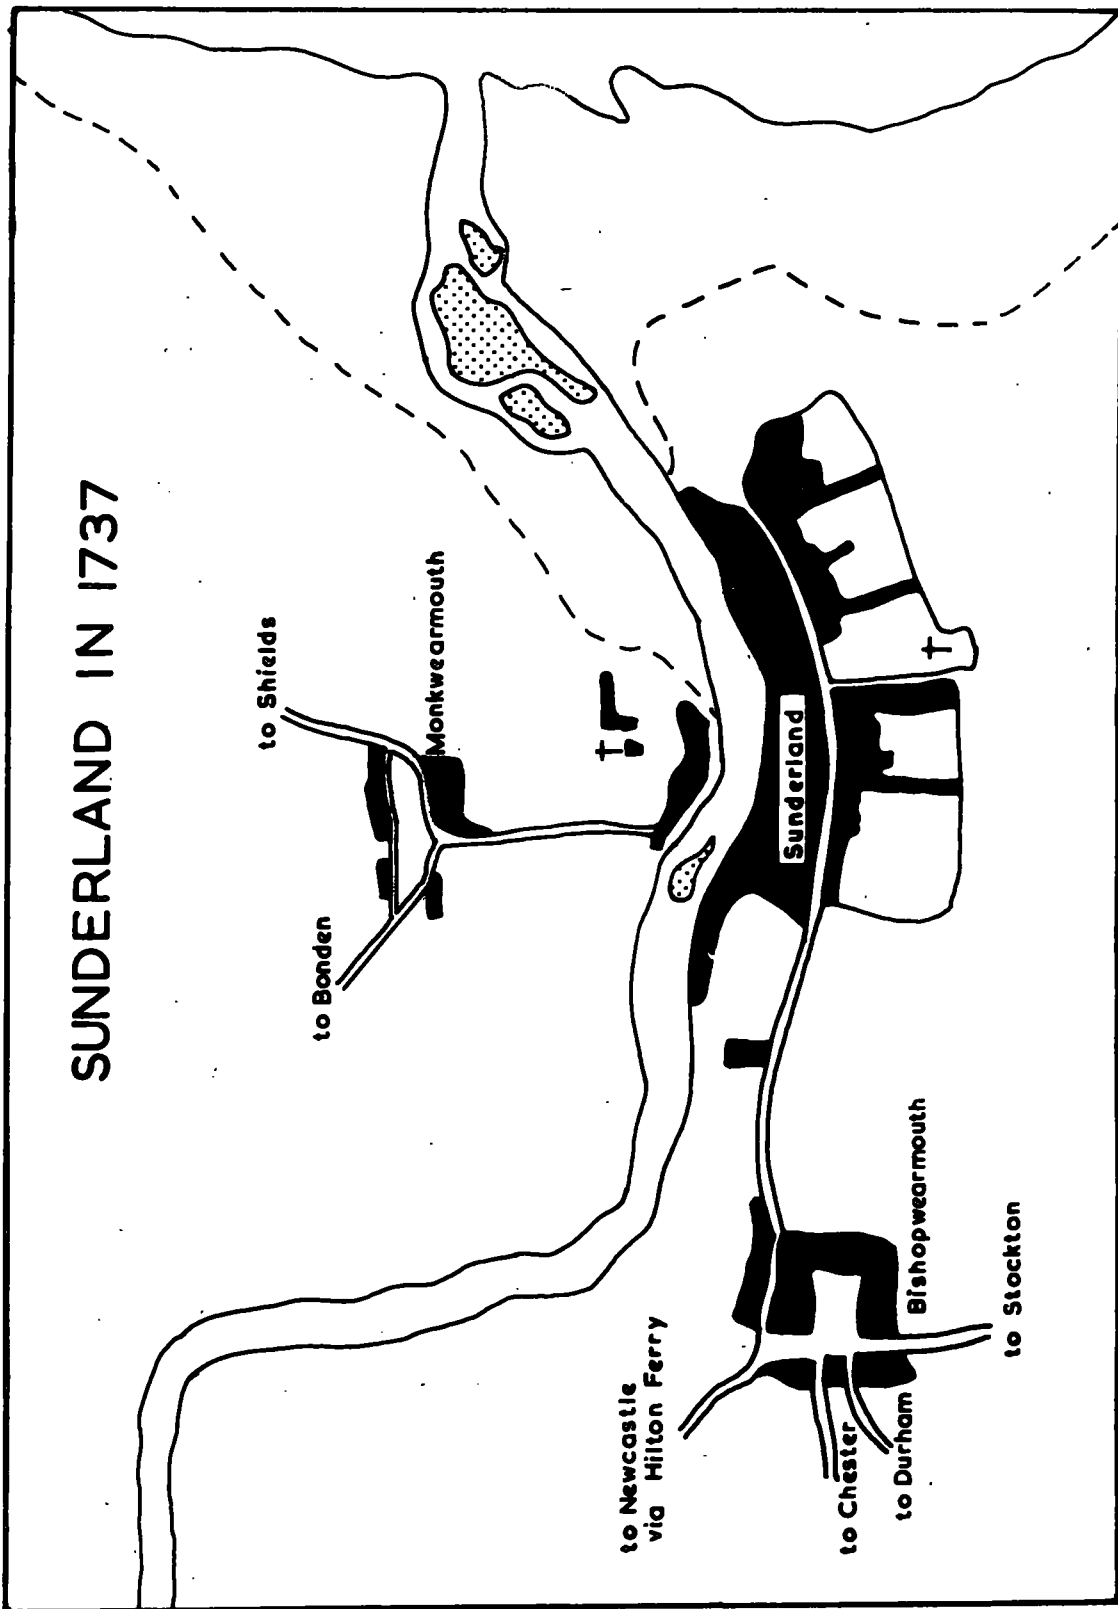 SUNDERLAND IN 1737
to Shields
Monkwearmouth
to Bonden
Sunderland
Bishopwearmouth
to Stockton
to Newcastle
via Hilton Ferry
to Chester
to Durham